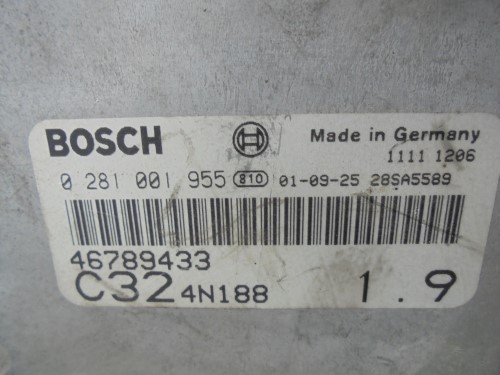 BOSCH Made in Germany
1111 1206
0 281 001 955 810 01-09-25 28SA5589
46789433
C32 4N188 1.9